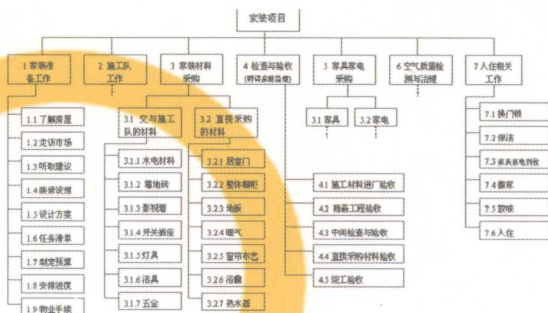 家装项目
1 家装准
备工作
2 施工队
工作
3 家装材料
采购
4 检查与验收
5 家具家电
采购
6 空气质量检
测与治理
7 入住相关
工作
1.1 了解房屋
1.2 走访市场
1.3 听取建议
1.4 装修设想
1.5 设计方案
1.6 任务清单
1.7 制定预算
1.8 安排进度
1.9 物业手续
3.1 交与施工
队的材料
3.1.1 水电材料
3.1.2 墙地砖
3.1.3 影视墙
3.1.4 开关插座
3.1.5 灯具
3.1.6 洁具
3.1.7 五金
3.2 直接采购
的材料
3.2.1 居室门
3.2.2 整体橱柜
3.2.3 地板
3.2.4 暖气
3.2.5 窗帘布艺
3.2.6 浴霸
3.2.7 热水器
4.1 施工材料进厂验收
4.2 隐蔽工程验收
4.3 中间检查与验收
4.4 直接采购材料验收
4.5 竣工验收
5.1 家具
5.2 家电
7.1 换门锁
7.2 保洁
7.3 家具家电到位
7.4 搬家
7.5 散味
7.6 入住